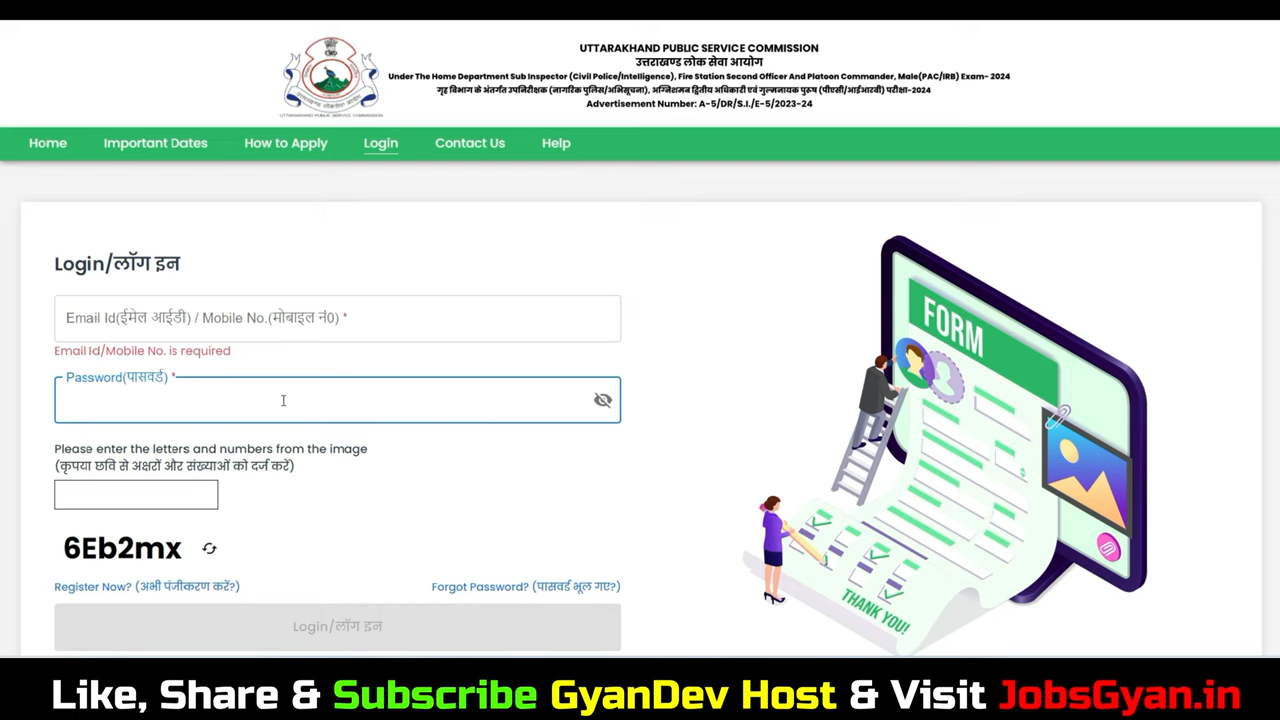 UTTARAKHAND PUBLIC SERVICE COMMISSION
उत्तराखण्ड लोक सेवा आयोग
Under The Home Department Sub Inspector (Civil Police/Intelligence), Fire Station Second Officer And Platoon Commander, Male(PAC/IRB) Exam- 2024
गृह विभाग के अंतर्गत उपनिरीक्षक (नागरिक पुलिस/अभिसूचना), अग्निशमन द्वितीय अधिकारी एवं गुल्मनायक पुरुष (पीएसी/आईआरबी) परीक्षा-2024
Advertisement Number: A-5/DR/S.I./E-5/2023-24
UTTARAKHAND PUBLIC SERVICE COMMISSION
Home Important Dates How to Apply Login Contact Us Help
Login/लॉग इन
Email Id(ईमेल आईडी) / Mobile No.(मोबाइल नं0) *
Email Id/Mobile No. is required
Password(पासवर्ड) *
Please enter the letters and numbers from the image
(कृपया छवि से अक्षरों और संख्याओं को दर्ज करें)
6Eb2mx
Register Now? (अभी पंजीकरण करें?) Forgot Password? (पासवर्ड भूल गए?)
Login/लॉग इन
FORM
THANK YOU!
Like, Share & Subscribe GyanDev Host & Visit JobsGyan.in